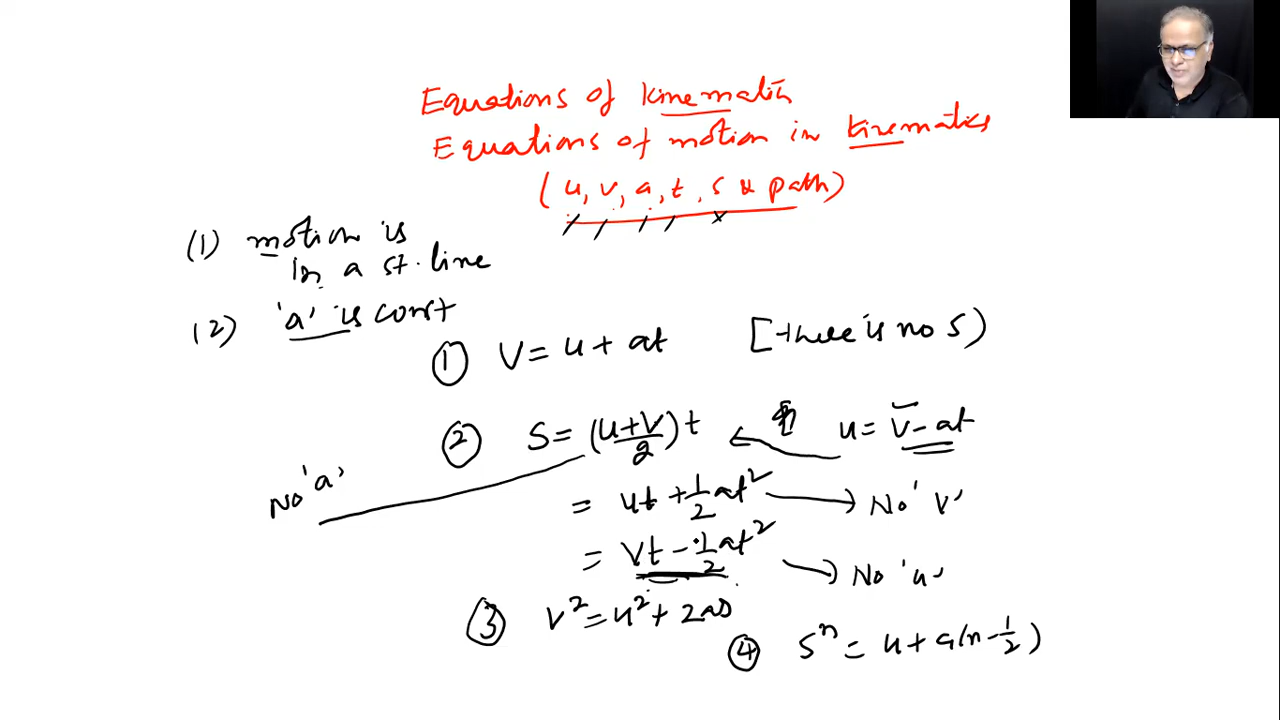 Equations of kinematics
Equations of motion in kinematics
(u, v, a, t, s & path)
(1) motion is
in a st. line
(2) 'a' is const
① V = u + at [there is no S)
② S = (u+V/2) t u = v - at
No 'a'
= ut + 1/2 at² → No 'V'
= Vt - 1/2 at² → No 'u'
③ V² = u² + 2as
④ Sⁿ = u + a(n - 1/2)